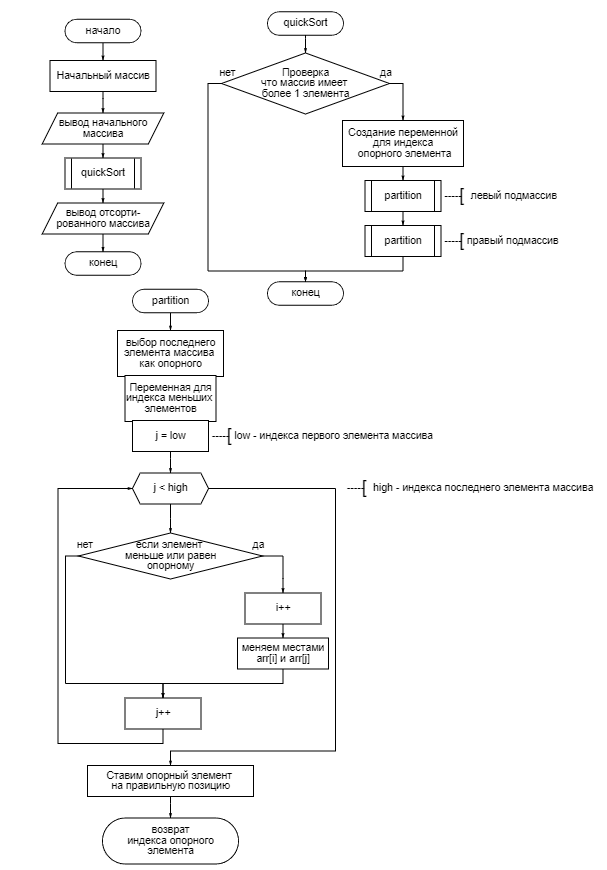 начало
Начальный массив
вывод начального
массива
quickSort
вывод отсорти-
рованного массива
конец
quickSort
Проверка
что массив имеет
более 1 элемента
нет
да
Создание переменной
для индекса
опорного элемента
partition
левый подмассив
partition
правый подмассив
конец
partition
выбор последнего
элемента массива
как опорного
Переменная для
индекса меньших
элементов
j = low
low - индекса первого элемента массива
j < high
high - индекса последнего элемента массива
нет
если элемент
меньше или равен
опорному
да
i++
меняем местами
arr[i] и arr[j]
j++
Ставим опорный элемент
на правильную позицию
возврат
индекса опорного
элемента